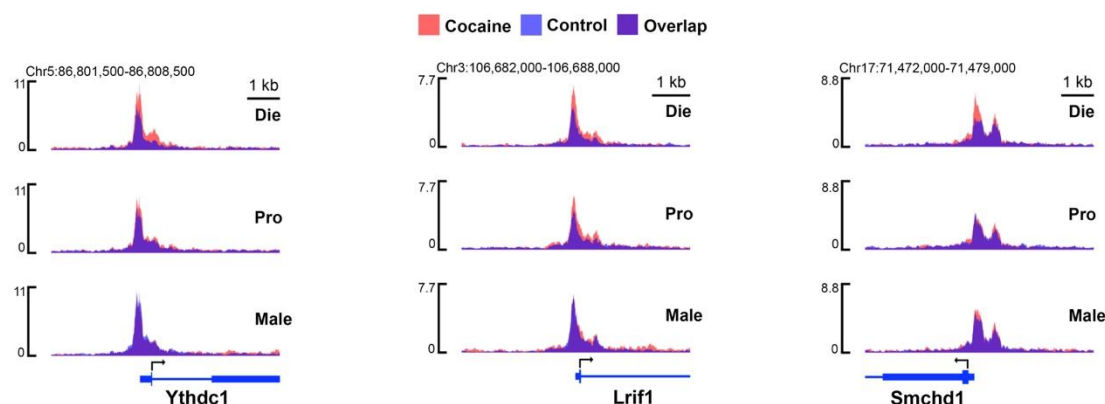 Cocaine Control Overlap
Chr5:86,801,500-86,808,500
11
0
1 kb
Die
11
0
Pro
11
0
Male
Ythdc1
Chr3:106,682,000-106,688,000
7.7
0
1 kb
Die
7.7
0
Pro
7.7
0
Male
Lrif1
Chr17:71,472,000-71,479,000
8.8
0
1 kb
Die
8.8
0
Pro
8.8
0
Male
Smchd1